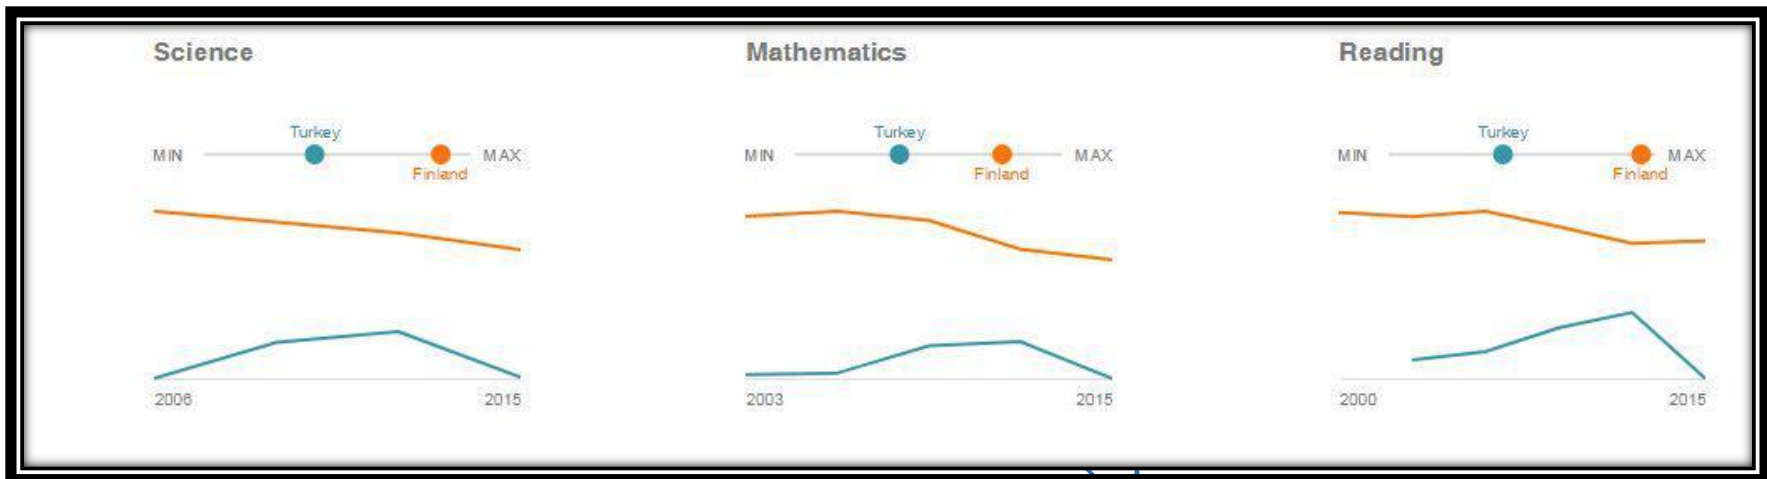 Science
Turkey
MIN MAX
Finland
2006 2015
Mathematics
Turkey
MIN MAX
Finland
2003 2015
Reading
Turkey
MIN MAX
Finland
2000 2015